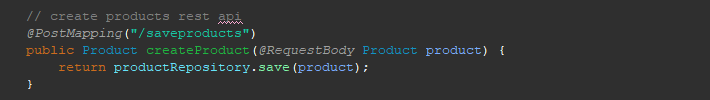 // create products rest api
@PostMapping("/saveproducts")
public Product createProduct(@RequestBody Product product) {
    return productRepository.save(product);
}